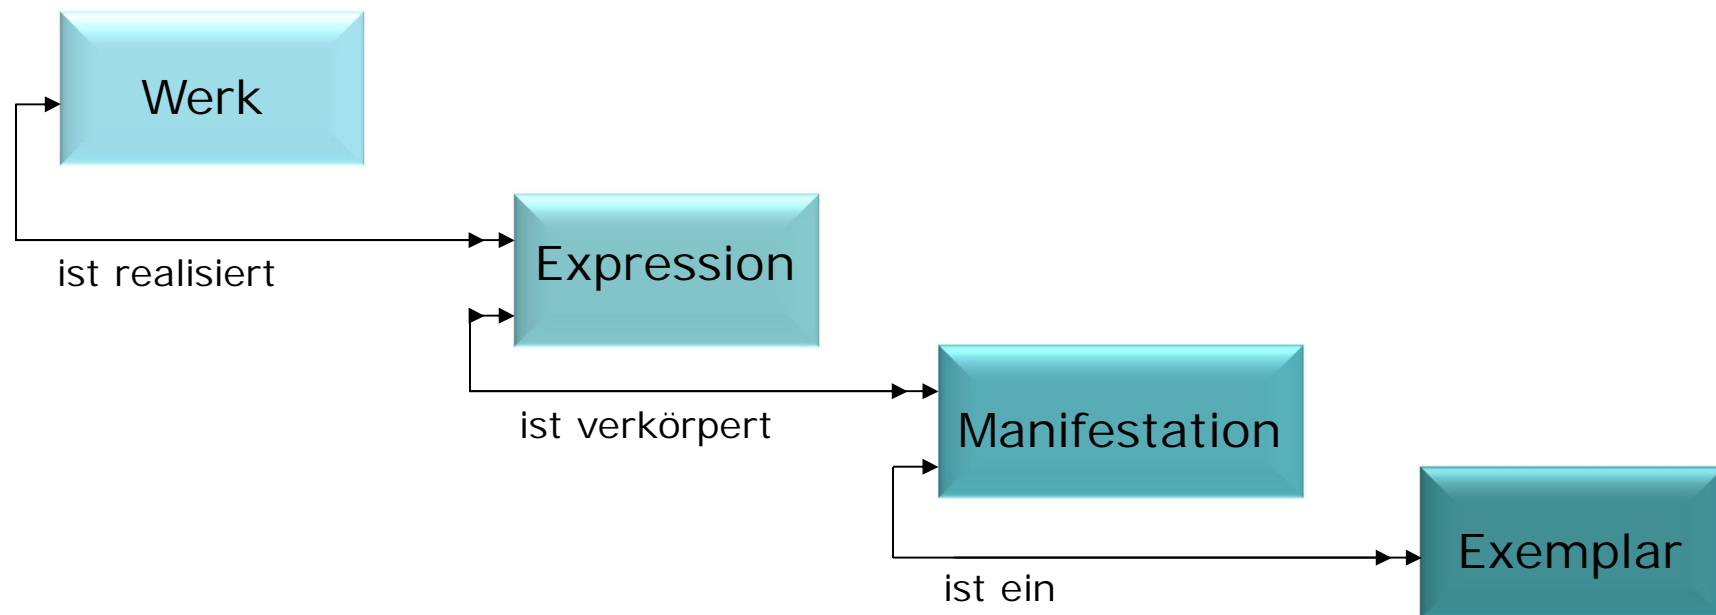 Werk
ist realisiert
Expression
ist verkörpert
Manifestation
ist ein
Exemplar